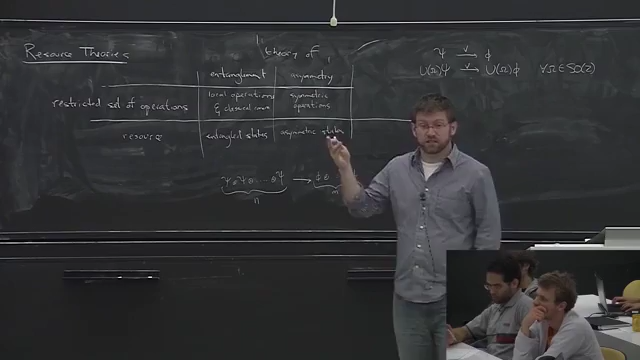 Resource Theories
theory of
entanglement asymmetry
restricted set of operations local operations & classical comm symmetric operations
resource entangled states asymmetric states
ψ⊗ψ⊗.....⊗ψ → ϕ⊗
n m
ψ → ϕ
U(Ω)ψ → U(Ω)ϕ ∀Ω∈SO(2)